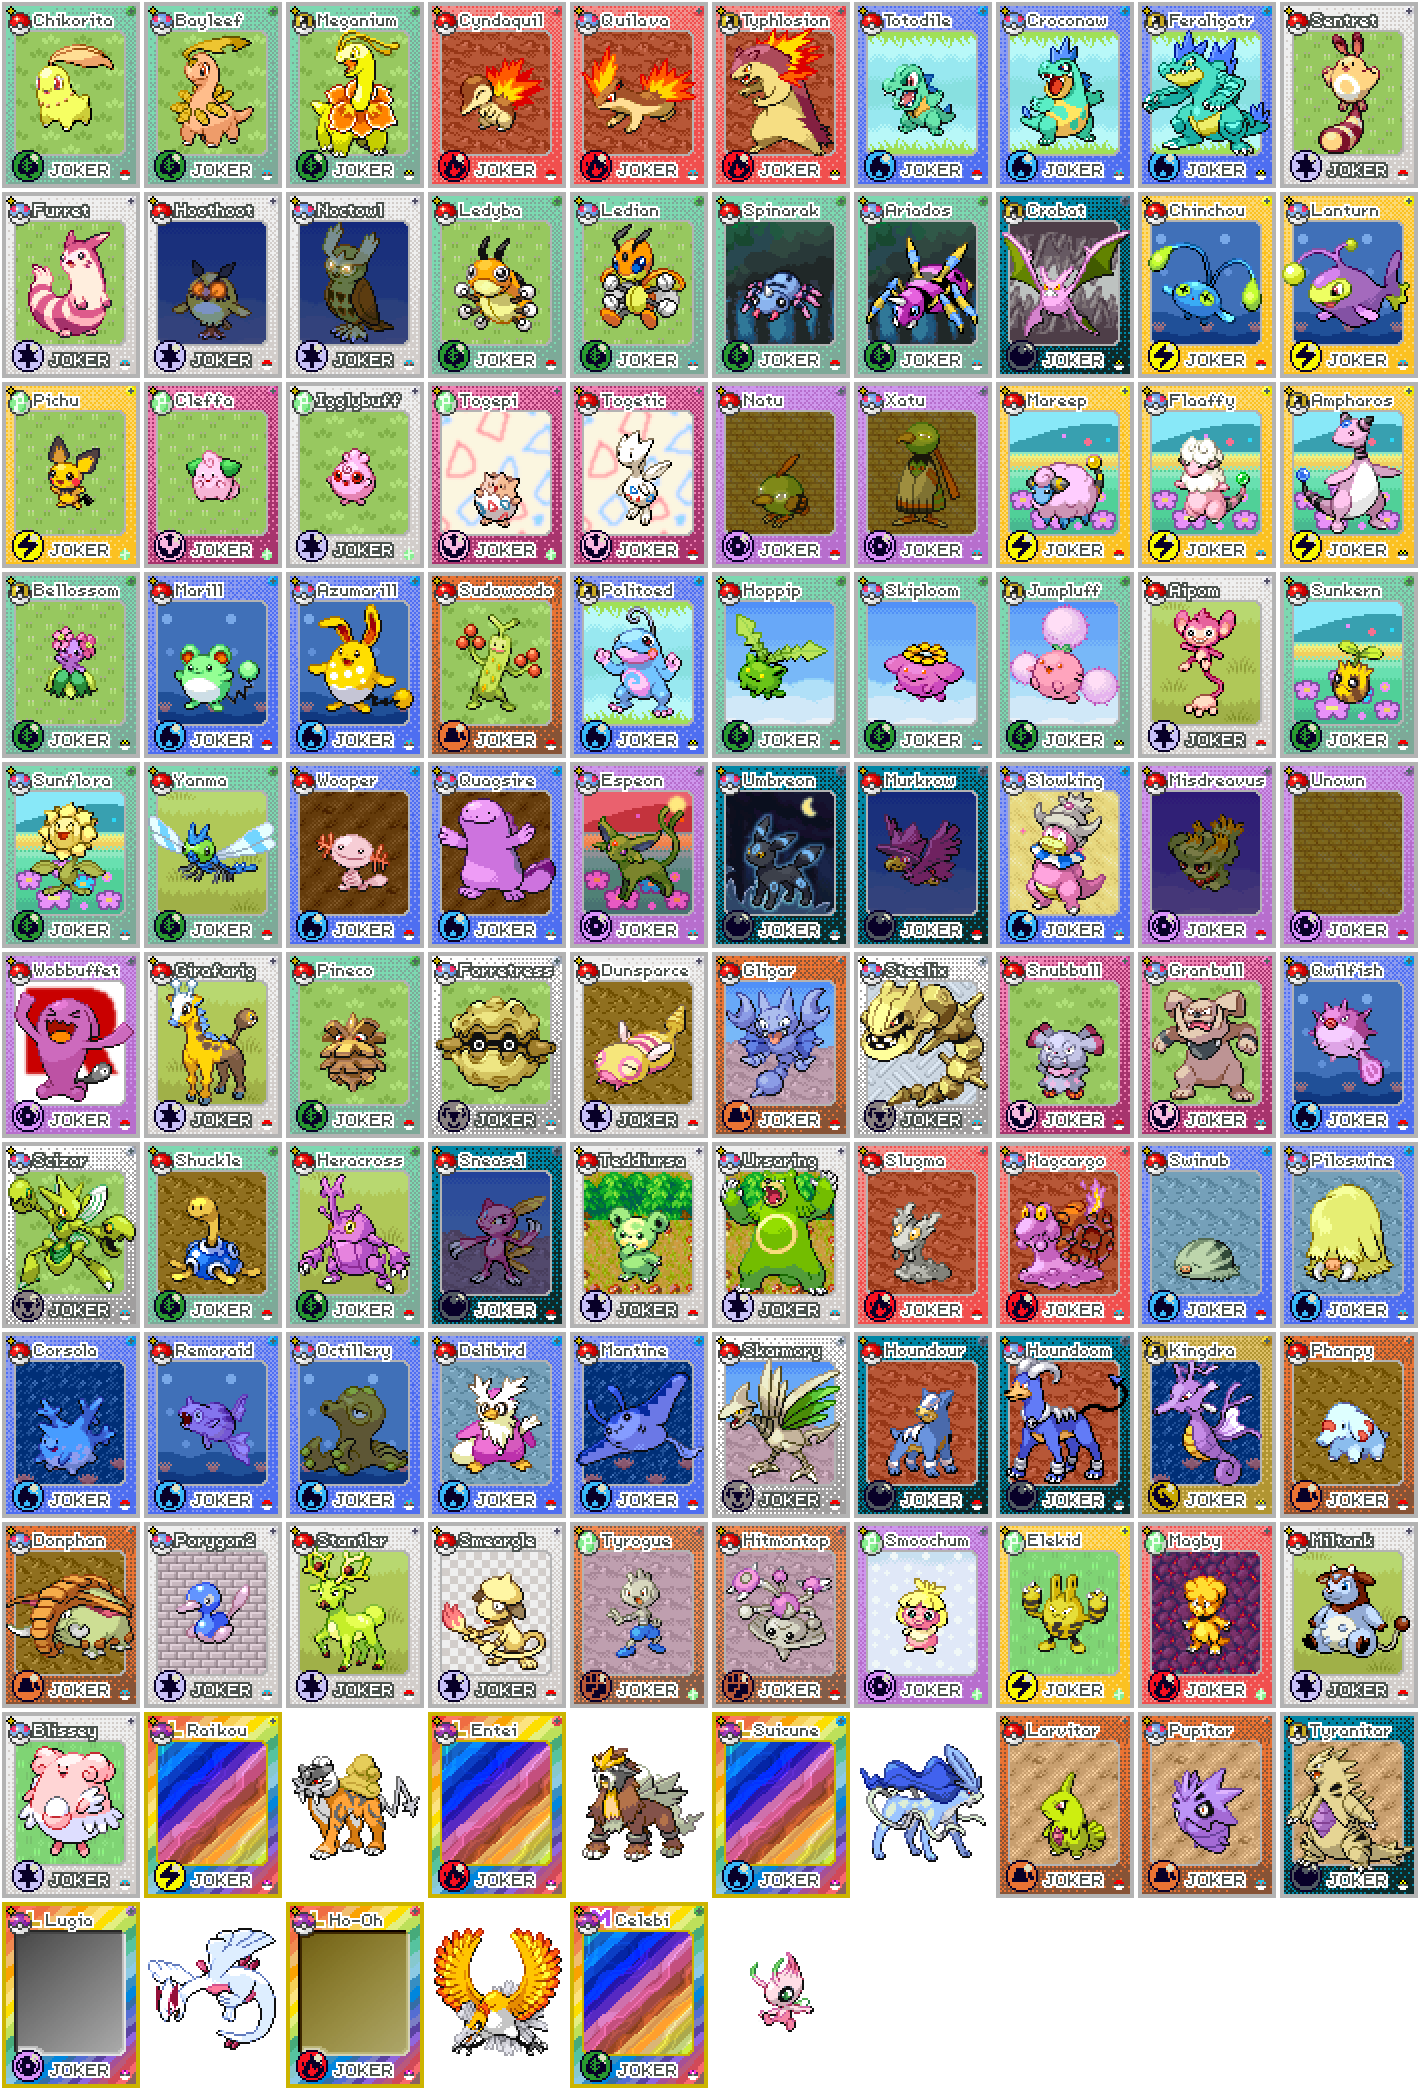 Chikorita Bayleef Meganium Cyndaquil Quilava Typhlosion Totodile Croconaw Feraligatr Sentret
JOKER JOKER JOKER JOKER JOKER JOKER JOKER JOKER JOKER JOKER
Furret Hoothoot Noctowl Ledyba Ledian Spinarak Ariados Crobat Chinchou Lanturn
JOKER JOKER JOKER JOKER JOKER JOKER JOKER JOKER JOKER JOKER
Pichu Cleffa Igglybuff Togepi Togetic Natu Xatu Mareep Flaaffy Ampharos
JOKER JOKER JOKER JOKER JOKER JOKER JOKER JOKER JOKER JOKER
Bellossom Marill Azumarill Sudowoodo Politoed Hoppip Skiploom Jumpluff Aipom Sunkern
JOKER JOKER JOKER JOKER JOKER JOKER JOKER JOKER JOKER JOKER
Sunflora Yanma Wooper Quagsire Espeon Umbreon Murkrow Slowking Misdreavus Unown
JOKER JOKER JOKER JOKER JOKER JOKER JOKER JOKER JOKER JOKER
Wobbuffet Girafarig Pineco Forretress Dunsparce Gligar Steelix Snubbull Granbull Qwilfish
JOKER JOKER JOKER JOKER JOKER JOKER JOKER JOKER JOKER JOKER
Scizor Shuckle Heracross Sneasel Teddiursa Ursaring Slugma Magcargo Swinub Piloswine
JOKER JOKER JOKER JOKER JOKER JOKER JOKER JOKER JOKER JOKER
Corsola Remoraid Octillery Delibird Mantine Skarmory Houndour Houndoom Kingdra Phanpy
JOKER JOKER JOKER JOKER JOKER JOKER JOKER JOKER JOKER JOKER
Donphan Porygon2 Stantler Smeargle Tyrogue Hitmontop Smoochum Elekid Magby Miltank
JOKER JOKER JOKER JOKER JOKER JOKER JOKER JOKER JOKER JOKER
Blissey L Raikou L Entei L Suicune Larvitar Pupitar Tyranitar
JOKER JOKER JOKER JOKER JOKER JOKER JOKER
L Lugia L Ho-Oh M Celebi
JOKER JOKER JOKER